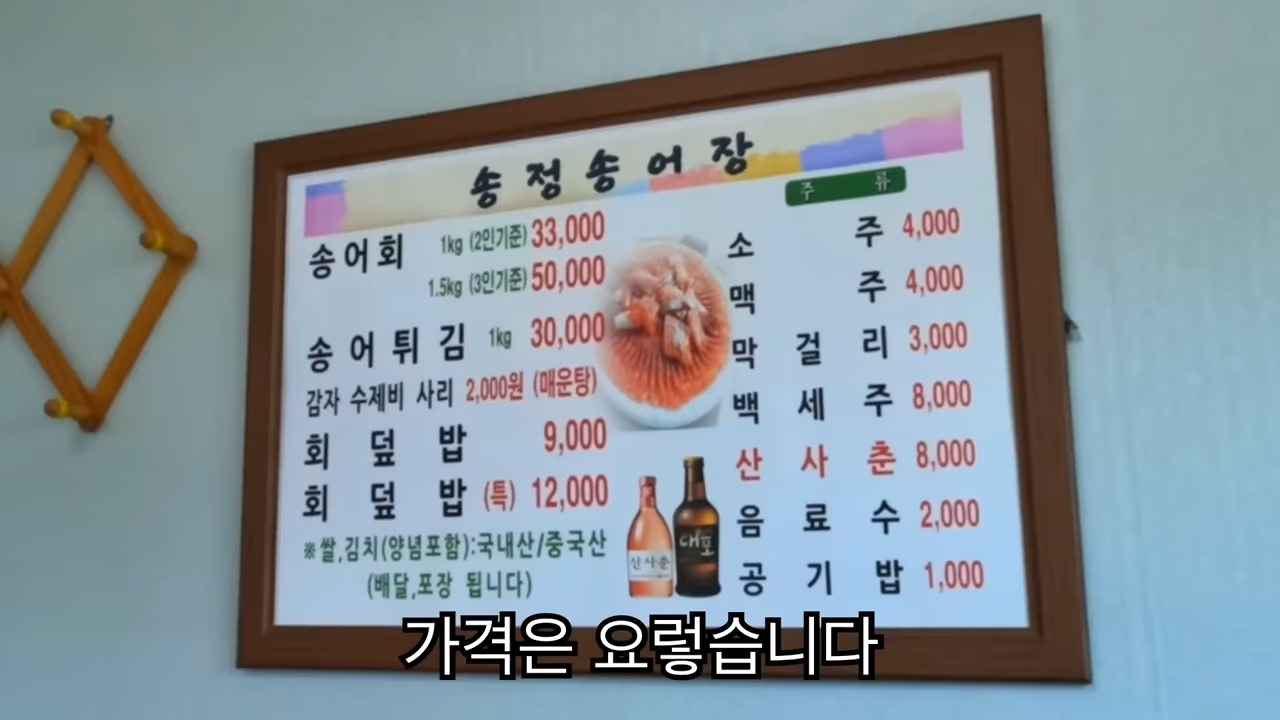 송정송어장
송어회 1kg (2인기준) 33,000
1.5kg (3인기준) 50,000
송어튀김 1kg 30,000
감자 수제비 사리 2,000원 (매운탕)
회덮밥 9,000
회덮밥 (특) 12,000
※쌀,김치(양념포함):국내산/중국산
(배달,포장 됩니다)
주류
소주 4,000
맥주 4,000
막걸리 3,000
백세주 8,000
산사춘 8,000
음료수 2,000
공기밥 1,000
산사춘
대포
가격은 요렇습니다